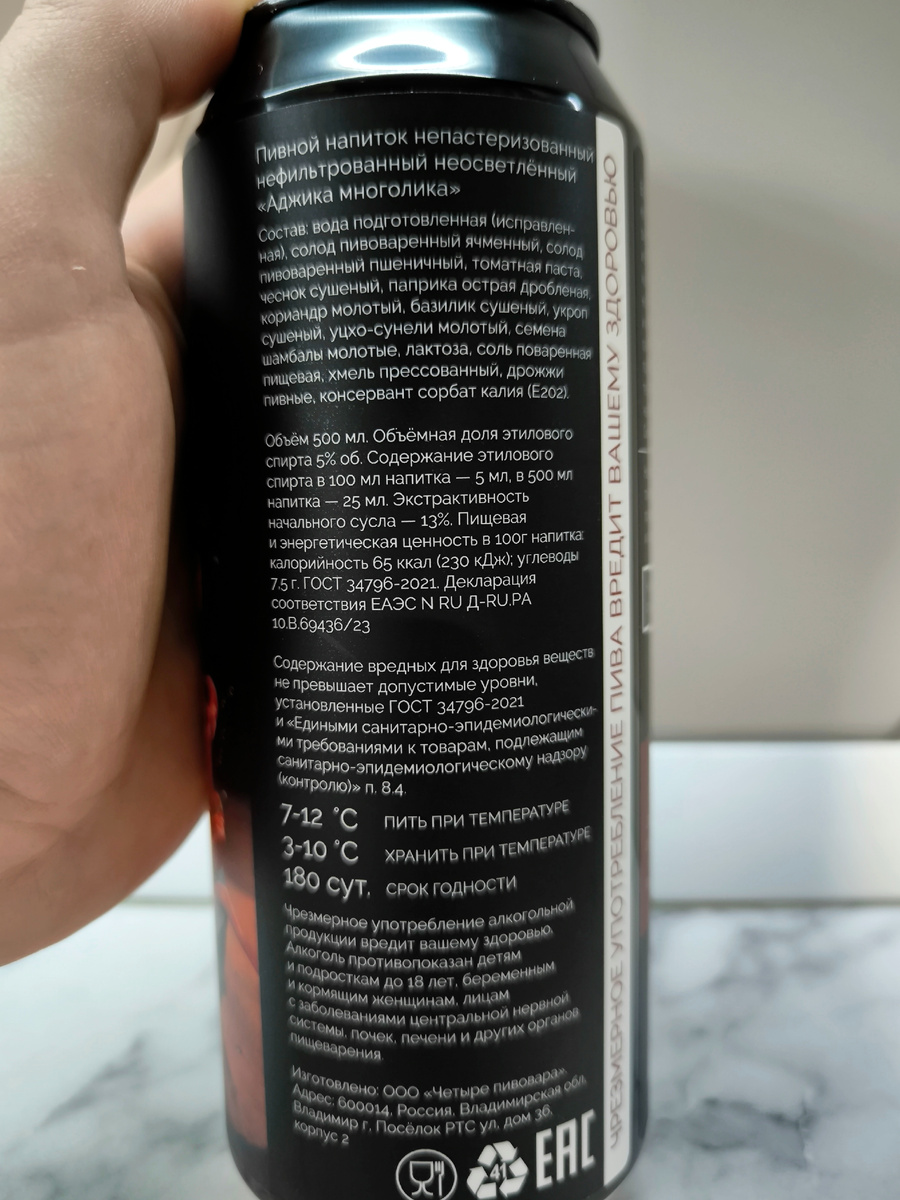 Пивной напиток непастеризованный
нефильтрованный неосветлённый
«Аджика многолика»
Состав: вода подготовленная (исправлен-
ная), солод пивоваренный ячменный, солод
пивоваренный пшеничный, томатная паста,
чеснок сушеный, паприка острая дробленая,
кориандр молотый, базилик сушеный, укроп
сушеный, уцхо-сунели молотый, семена
шамбалы молотые, лактоза, соль поваренная
пищевая, хмель прессованный, дрожжи
пивные, консервант сорбат калия (Е202).
Объём 500 мл. Объёмная доля этилового
спирта 5% об. Содержание этилового
спирта в 100 мл напитка — 5 мл, в 500 мл
напитка — 25 мл. Экстрактивность
начального сусла — 13%. Пищевая
и энергетическая ценность в 100г напитка:
калорийность 65 ккал (230 кДж); углеводы
7.5 г. ГОСТ 34796-2021. Декларация
соответствия ЕАЭС N RU Д-RU.РА
10.В.69436/23
Содержание вредных для здоровья веществ
не превышает допустимые уровни,
установленные ГОСТ 34796-2021
и «Едиными санитарно-эпидемиологически-
ми требованиями к товарам, подлежащим
санитарно-эпидемиологическому надзору
(контролю)» п. 8.4.
7-12 °C ПИТЬ ПРИ ТЕМПЕРАТУРЕ
3-10 °C ХРАНИТЬ ПРИ ТЕМПЕРАТУРЕ
180 сут. СРОК ГОДНОСТИ
Чрезмерное употребление алкогольной
продукции вредит вашему здоровью.
Алкоголь противопоказан детям
и подросткам до 18 лет, беременным
и кормящим женщинам, лицам
с заболеваниями центральной нервной
системы, почек, печени и других органов
пищеварения.
Изготовлено: ООО «Четыре пивовара».
Адрес: 600014, Россия, Владимирская обл.
Владимир г. Посёлок РТС ул, дом 36,
корпус 2
41
EAC
ЧРЕЗМЕРНОЕ УПОТРЕБЛЕНИЕ ПИВА ВРЕДИТ ВАШЕМУ ЗДОРОВЬЮ